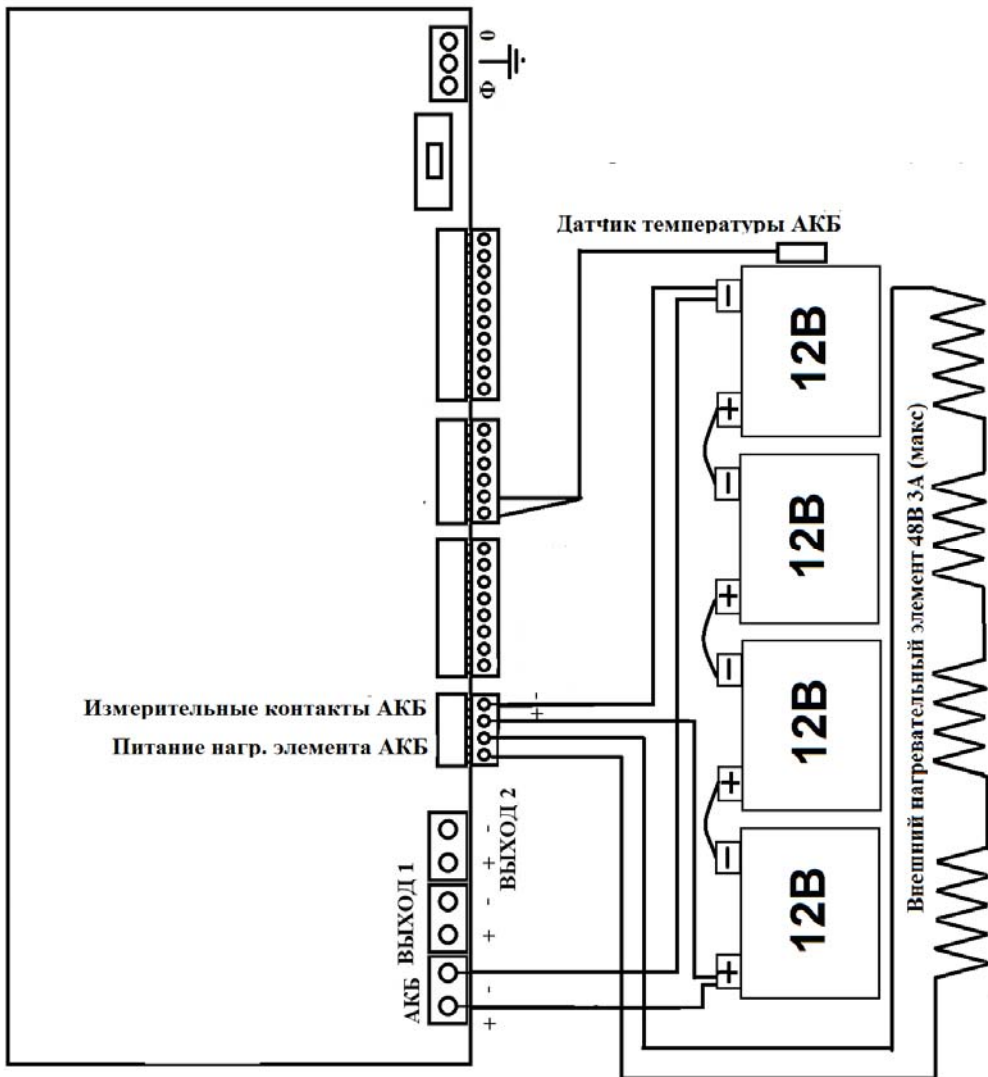 Ф 0
Датчик температуры АКБ
−
12В
+
−
12В
+
−
12В
+
−
12В
+
Внешний нагревательный элемент 48В 3А (макс)
Измерительные контакты АКБ
Питание нагр. элемента АКБ
+ -
ВЫХОД 2
+ -
ВЫХОД 1
+ -
АКБ
+ -